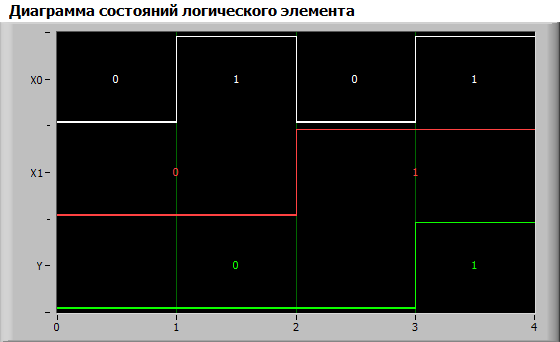 Диаграмма состояний логического элемента
X0 0 1 0 1
X1 0 1
Y 0 1
0 1 2 3 4